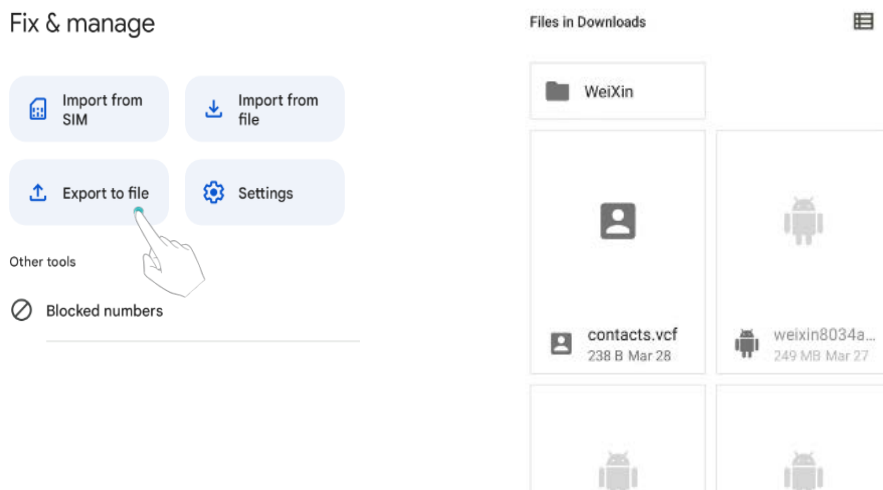 Fix & manage
Import from
SIM
Import from
file
Export to file
Settings
Other tools
Blocked numbers
Files in Downloads
WeiXin
contacts.vcf
238 B Mar 28
weixin8034a...
249 MB Mar 27